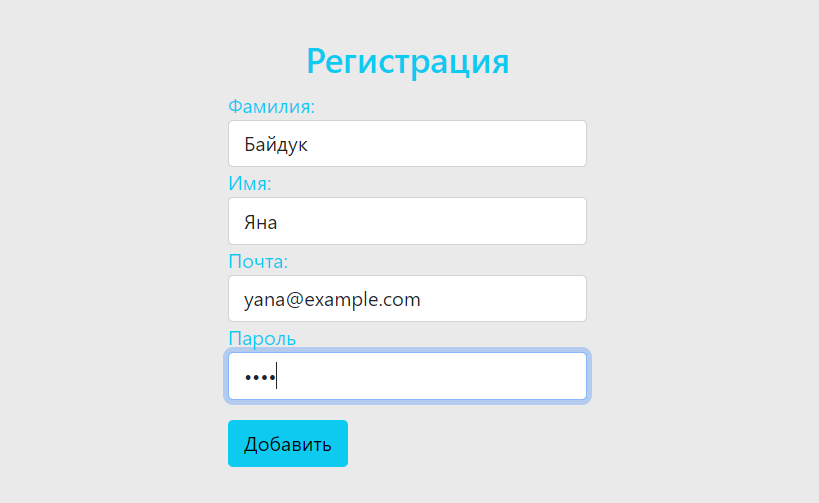 Регистрация
Фамилия:
Байдук
Имя:
Яна
Почта:
yana@example.com
Пароль
••••
Добавить